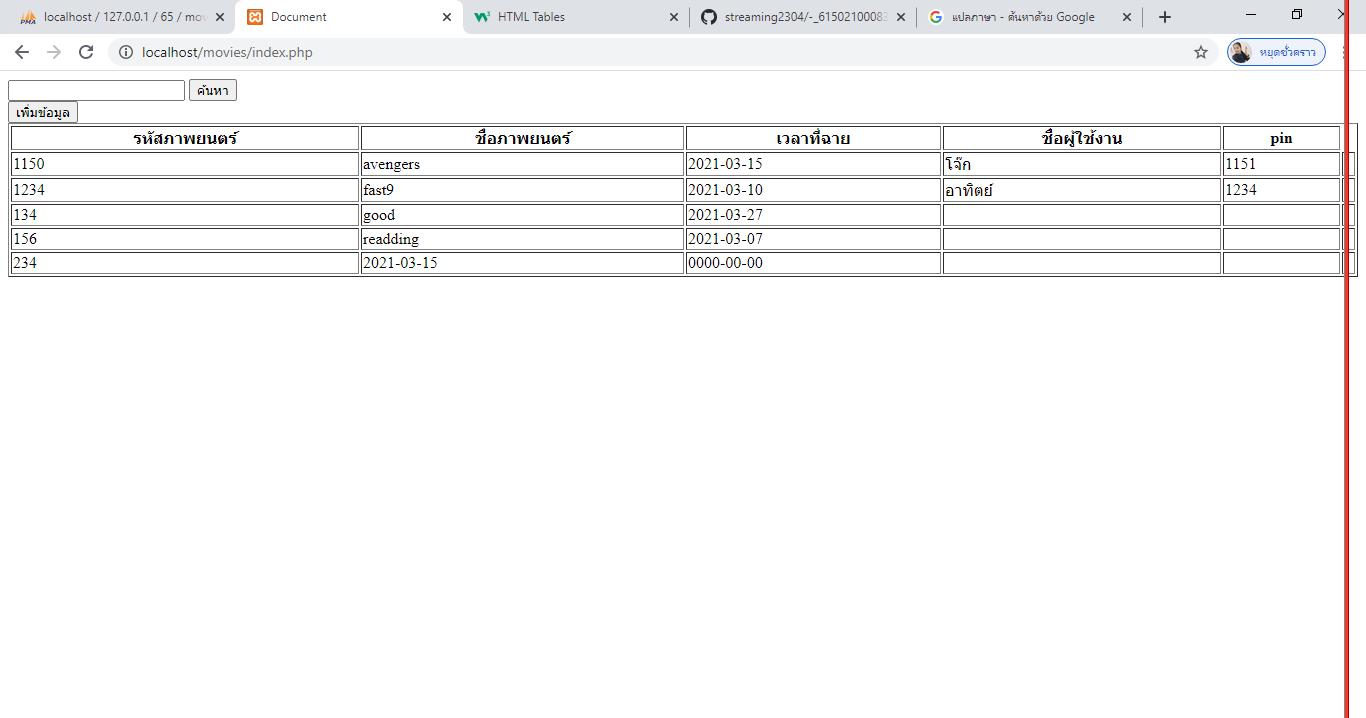 localhost / 127.0.0.1 / 65 / mov Document HTML Tables streaming2304/-_61502100083 แปลภาษา - ค้นหาด้วย Google
localhost/movies/index.php หยุดชั่วคราว
ค้นหา
เพิ่มข้อมูล
รหัสภาพยนตร์ ชื่อภาพยนตร์ เวลาที่ฉาย ชื่อผู้ใช้งาน pin
1150 avengers 2021-03-15 โจ๊ก 1151
1234 fast9 2021-03-10 อาทิตย์ 1234
134 good 2021-03-27
156 readding 2021-03-07
234 2021-03-15 0000-00-00